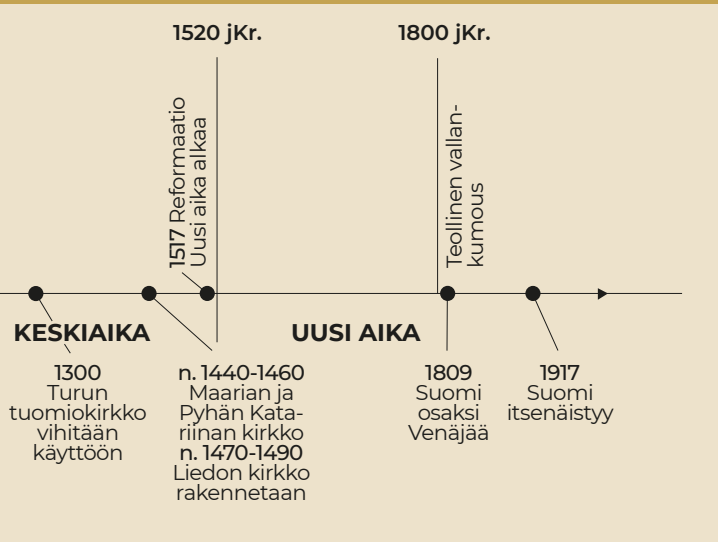 1520 jKr.
1800 jKr.
1517 Reformaatio
Uusi aika alkaa
Teollinen vallan-
kumous
KESKIAIKA
UUSI AIKA
1300
Turun
tuomiokirkko
vihitään
käyttöön
n. 1440-1460
Maarian ja
Pyhän Kata-
riinan kirkko
n. 1470-1490
Liedon kirkko
rakennetaan
1809
Suomi
osaksi
Venäjää
1917
Suomi
itsenäistyy